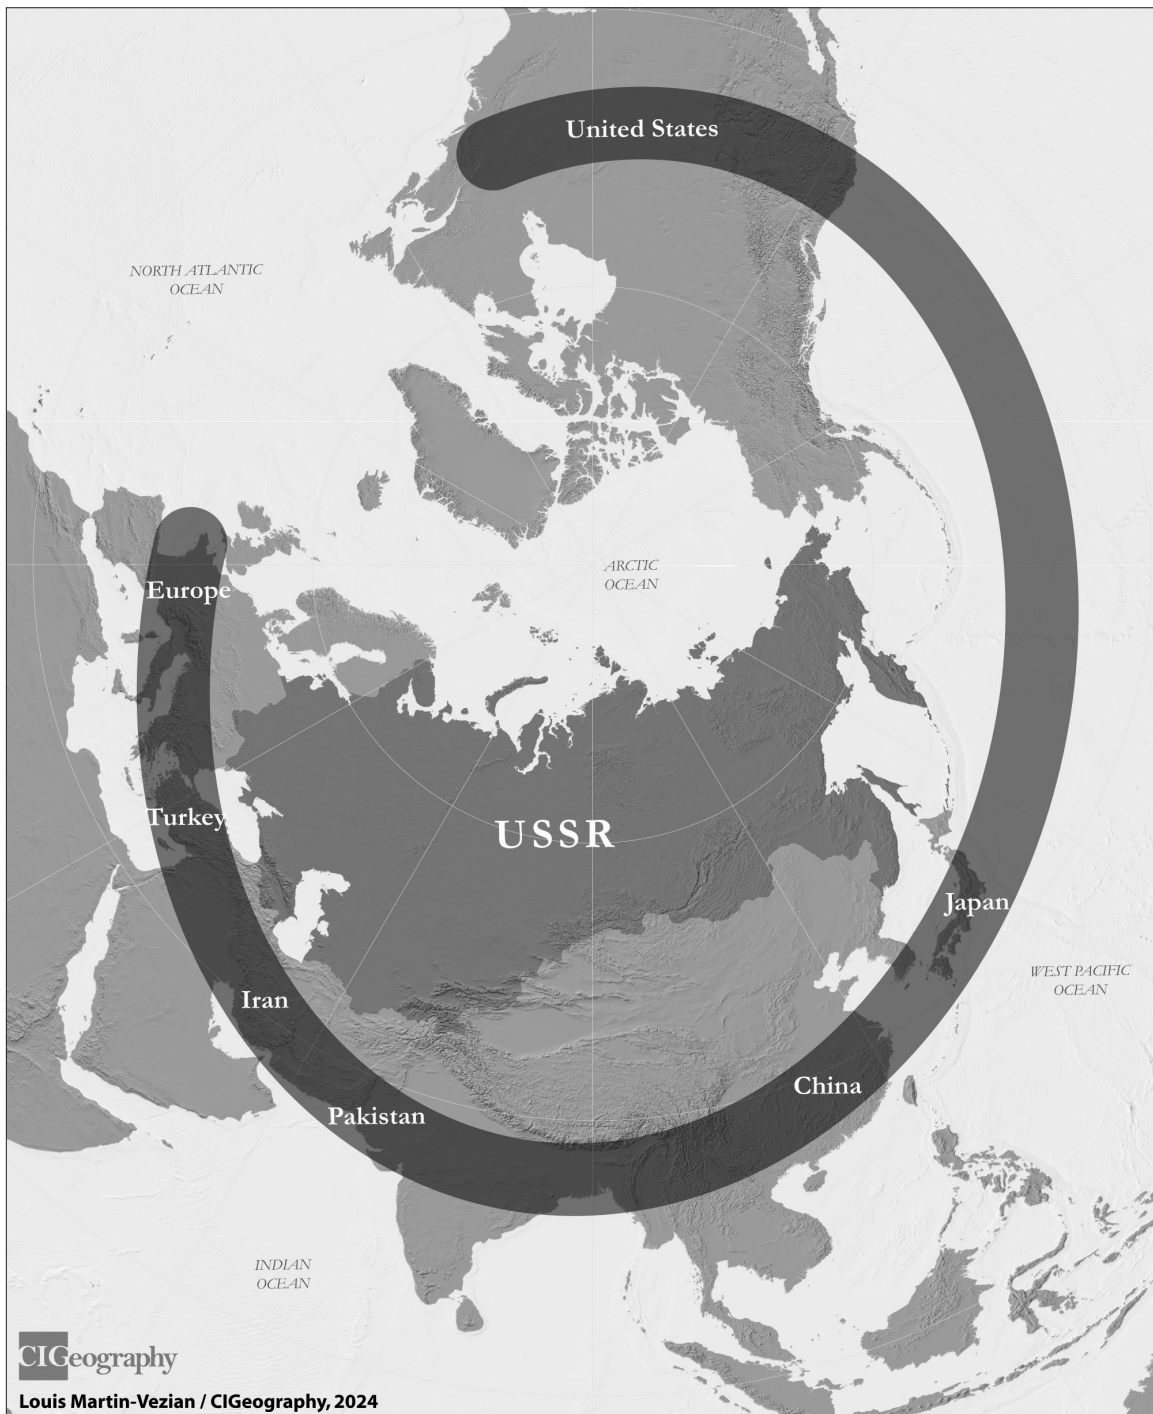 United States
NORTH ATLANTIC
OCEAN
ARCTIC
OCEAN
Europe
Turkey
USSR
Japan
WEST PACIFIC
OCEAN
Iran
China
Pakistan
INDIAN
OCEAN
CIGeography
Louis Martin-Vezian / CIGeography, 2024